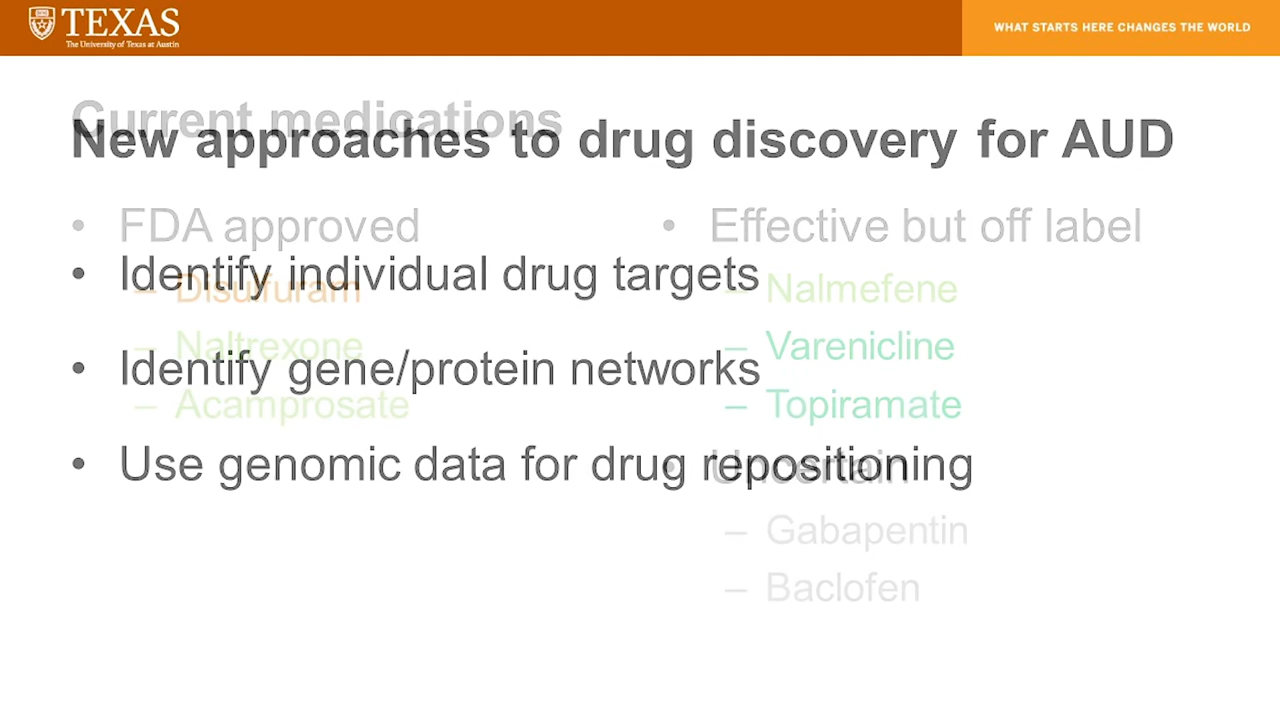 TEXAS
The University of Texas at Austin
WHAT STARTS HERE CHANGES THE WORLD
Current medications
New approaches to drug discovery for AUD
• FDA approved
– Disulfuram
– Naltrexone
– Acamprosate
• Effective but off label
– Nalmefene
– Varenicline
– Topiramate
• Uncertain
– Gabapentin
– Baclofen
• Identify individual drug targets
• Identify gene/protein networks
• Use genomic data for drug repositioning